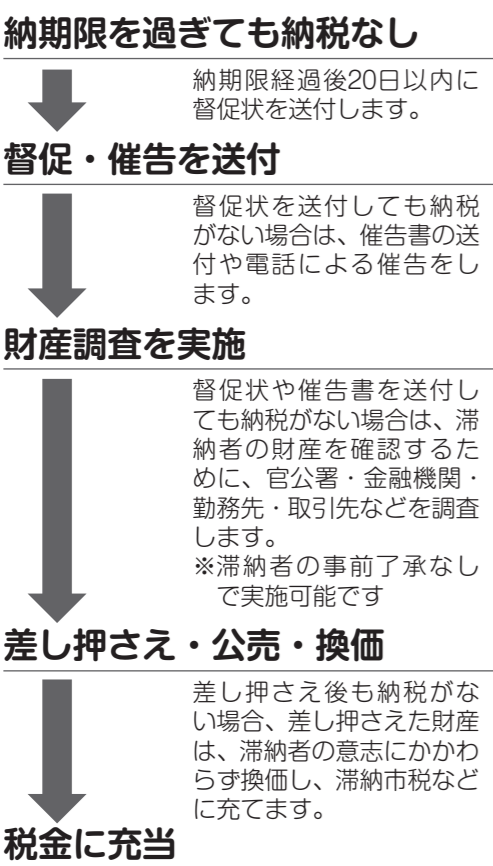 納期限を過ぎても納税なし
納期限経過後20日以内に
督促状を送付します。
督促・催告を送付
督促状を送付しても納税
がない場合は、催告書の送
付や電話による催告をし
ます。
財産調査を実施
督促状や催告書を送付し
ても納税がない場合は、滞
納者の財産を確認するた
めに、官公署・金融機関・
勤務先・取引先などを調査
します。
※滞納者の事前了承なし
で実施可能です
差し押さえ・公売・換価
差し押さえ後も納税がな
い場合、差し押さえた財産
は、滞納者の意志にかかわ
らず換価し、滞納市税など
に充てます。
税金に充当